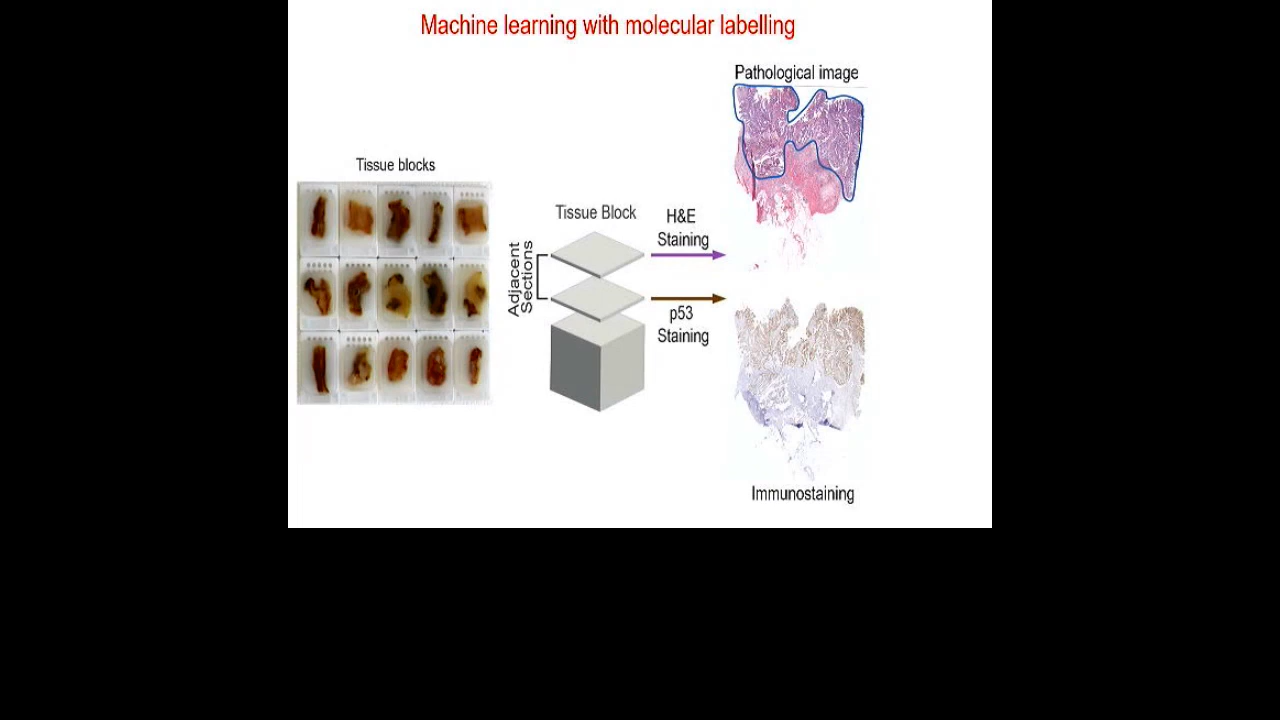 Machine learning with molecular labelling
Pathological image
Tissue blocks
Tissue Block
H&E
Staining
Adjacent
Sections
p53
Staining
Immunostaining